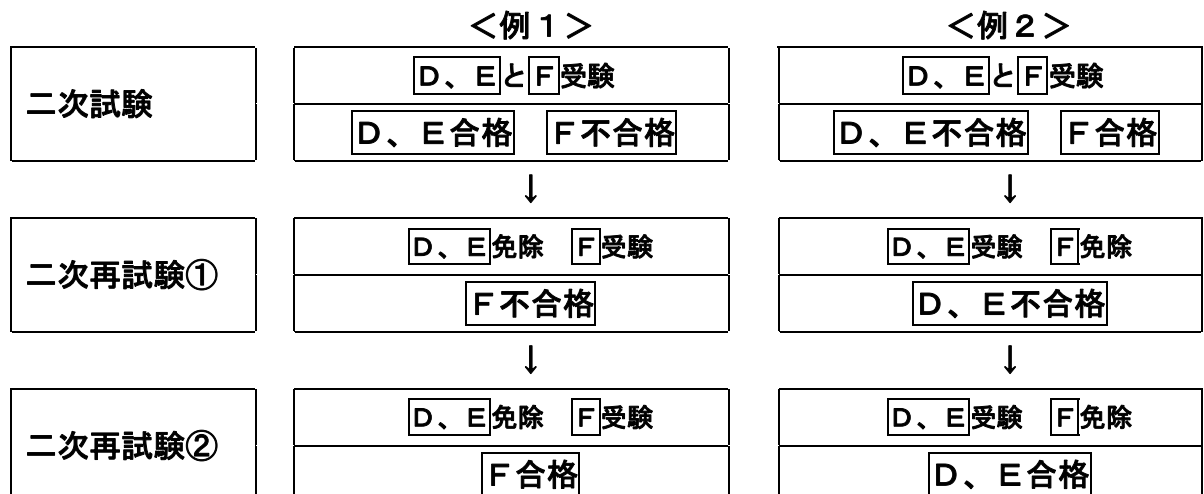 ＜例１＞ ＜例２＞
二次試験
Ｄ、ＥとＦ受験 Ｄ、ＥとＦ受験
Ｄ、Ｅ合格 Ｆ不合格 Ｄ、Ｅ不合格 Ｆ合格
↓ ↓
二次再試験①
Ｄ、Ｅ免除 Ｆ受験 Ｄ、Ｅ受験 Ｆ免除
Ｆ不合格 Ｄ、Ｅ不合格
↓ ↓
二次再試験②
Ｄ、Ｅ免除 Ｆ受験 Ｄ、Ｅ受験 Ｆ免除
Ｆ合格 Ｄ、Ｅ合格